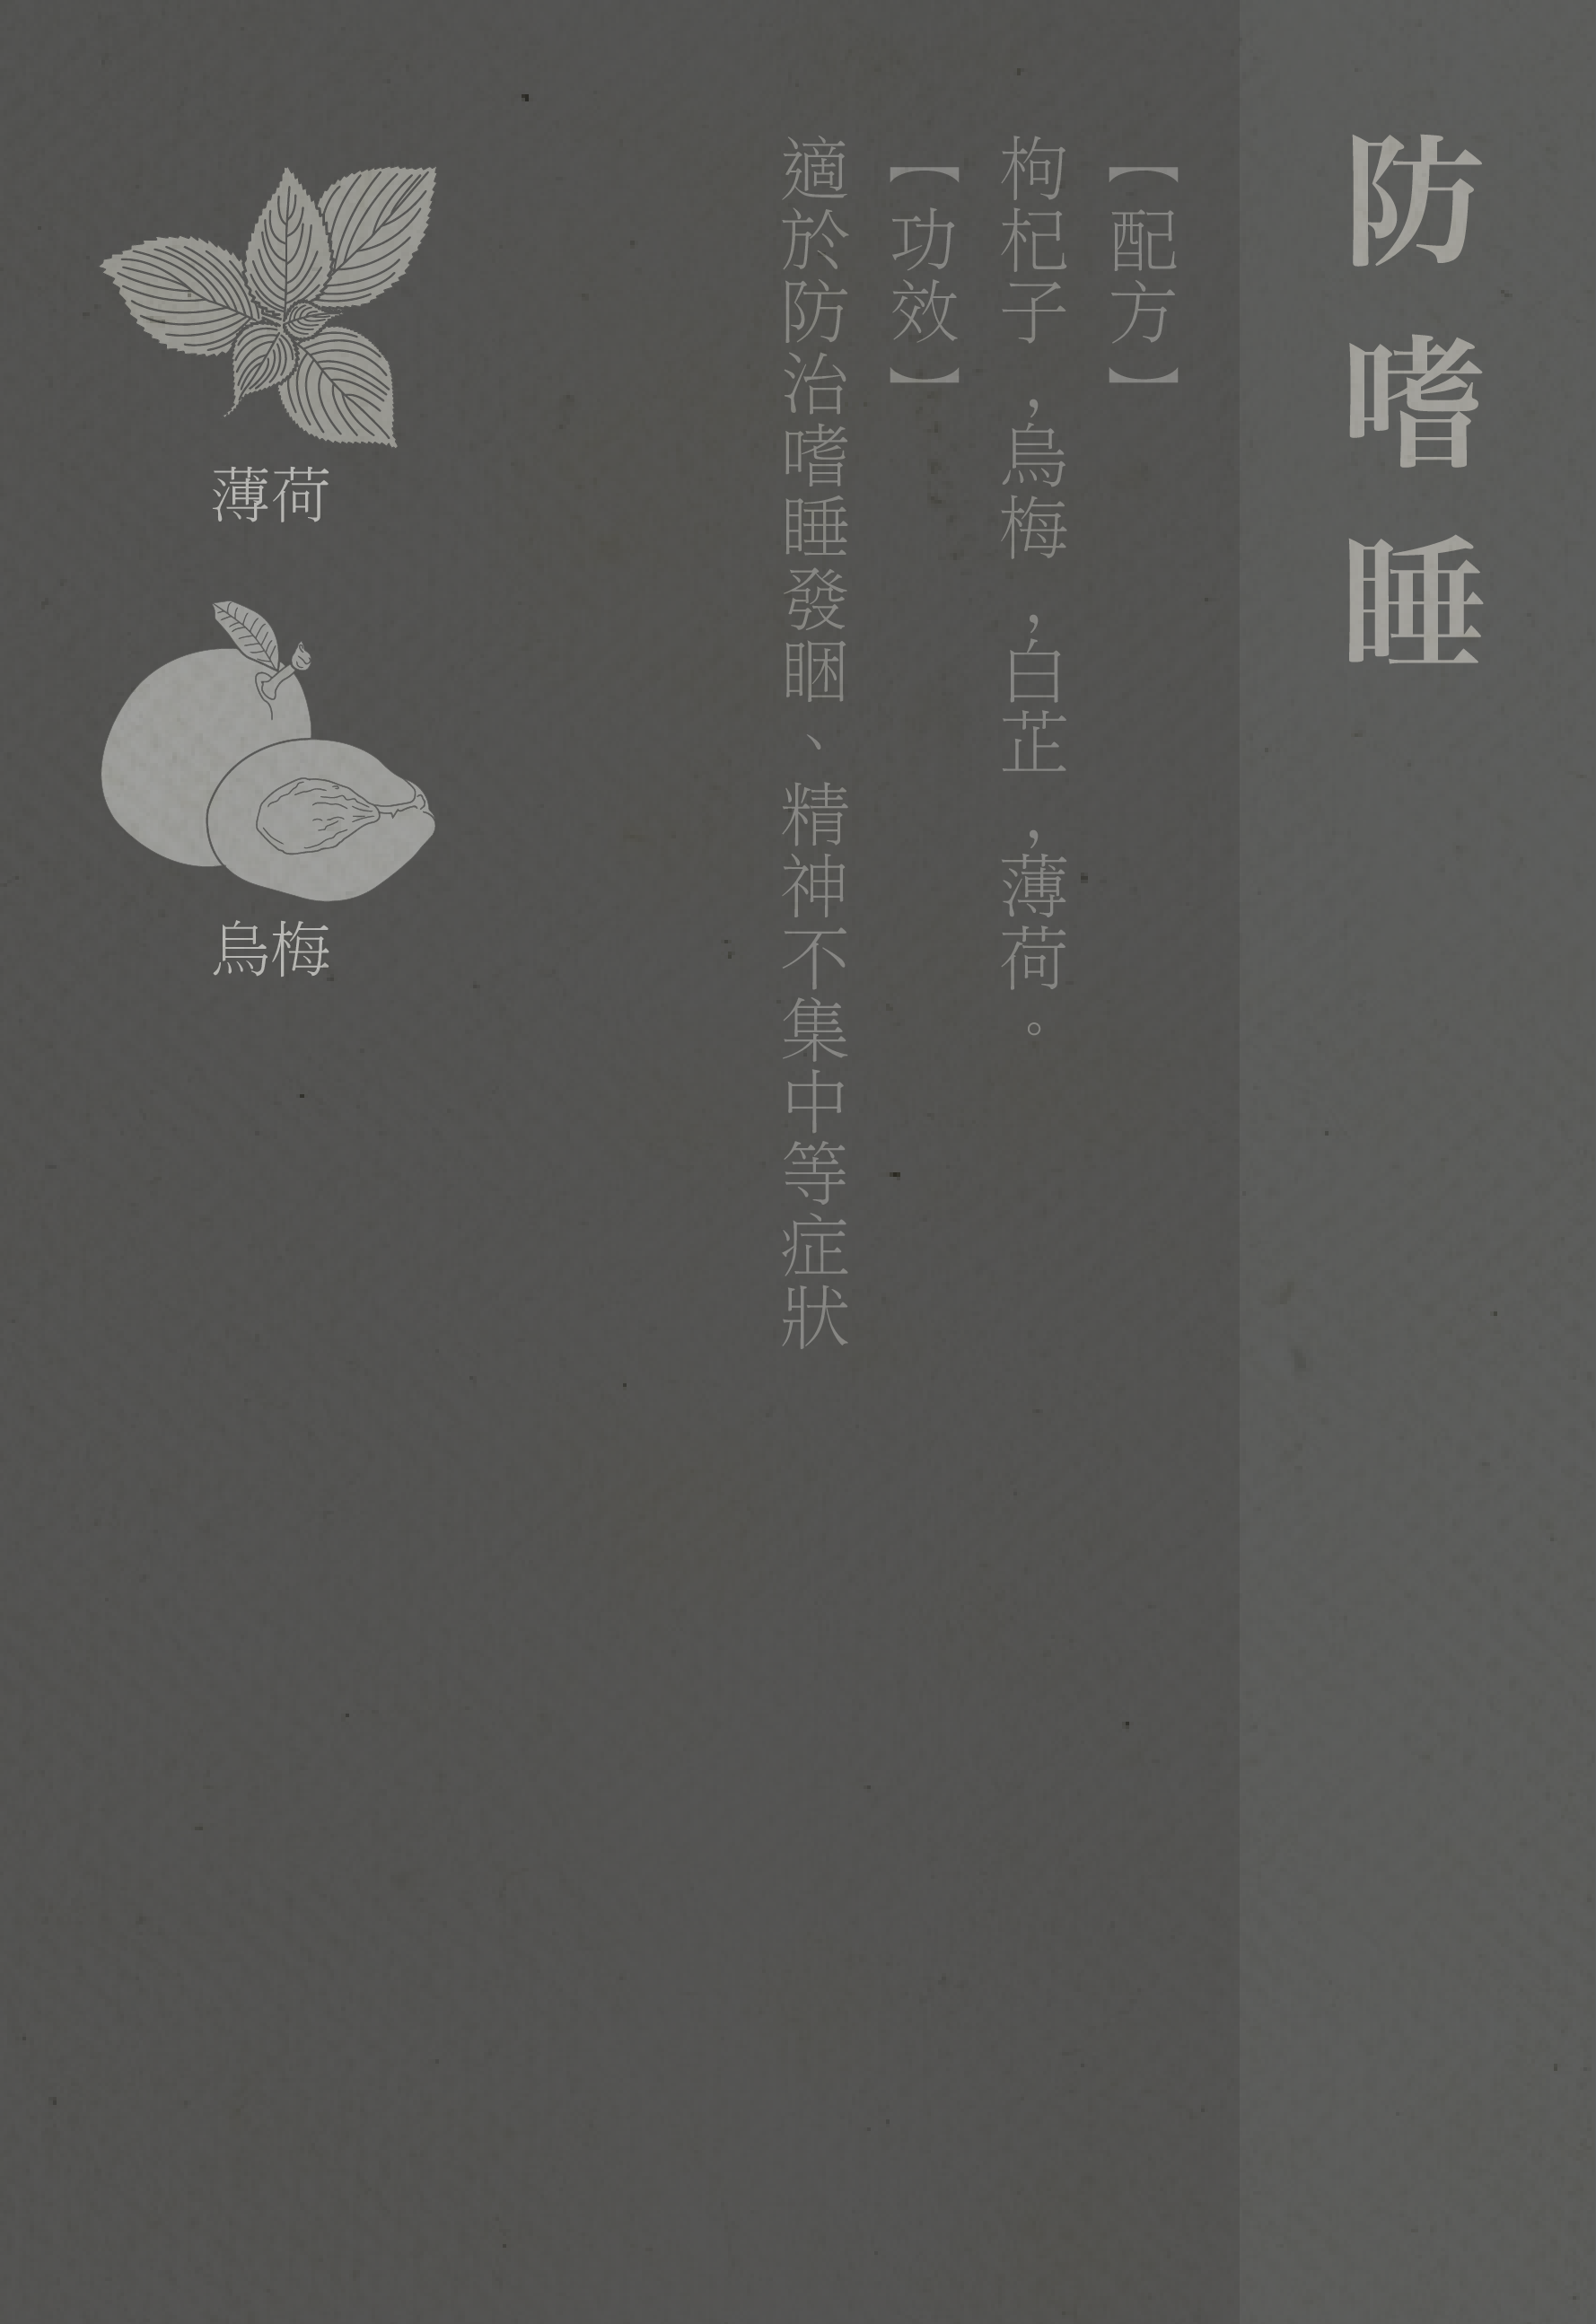 防嗜睡
【配方】
枸杞子，烏梅，白芷，薄荷。
【功效】
適於防治嗜睡發睏、精神不集中等症狀
薄荷
烏梅